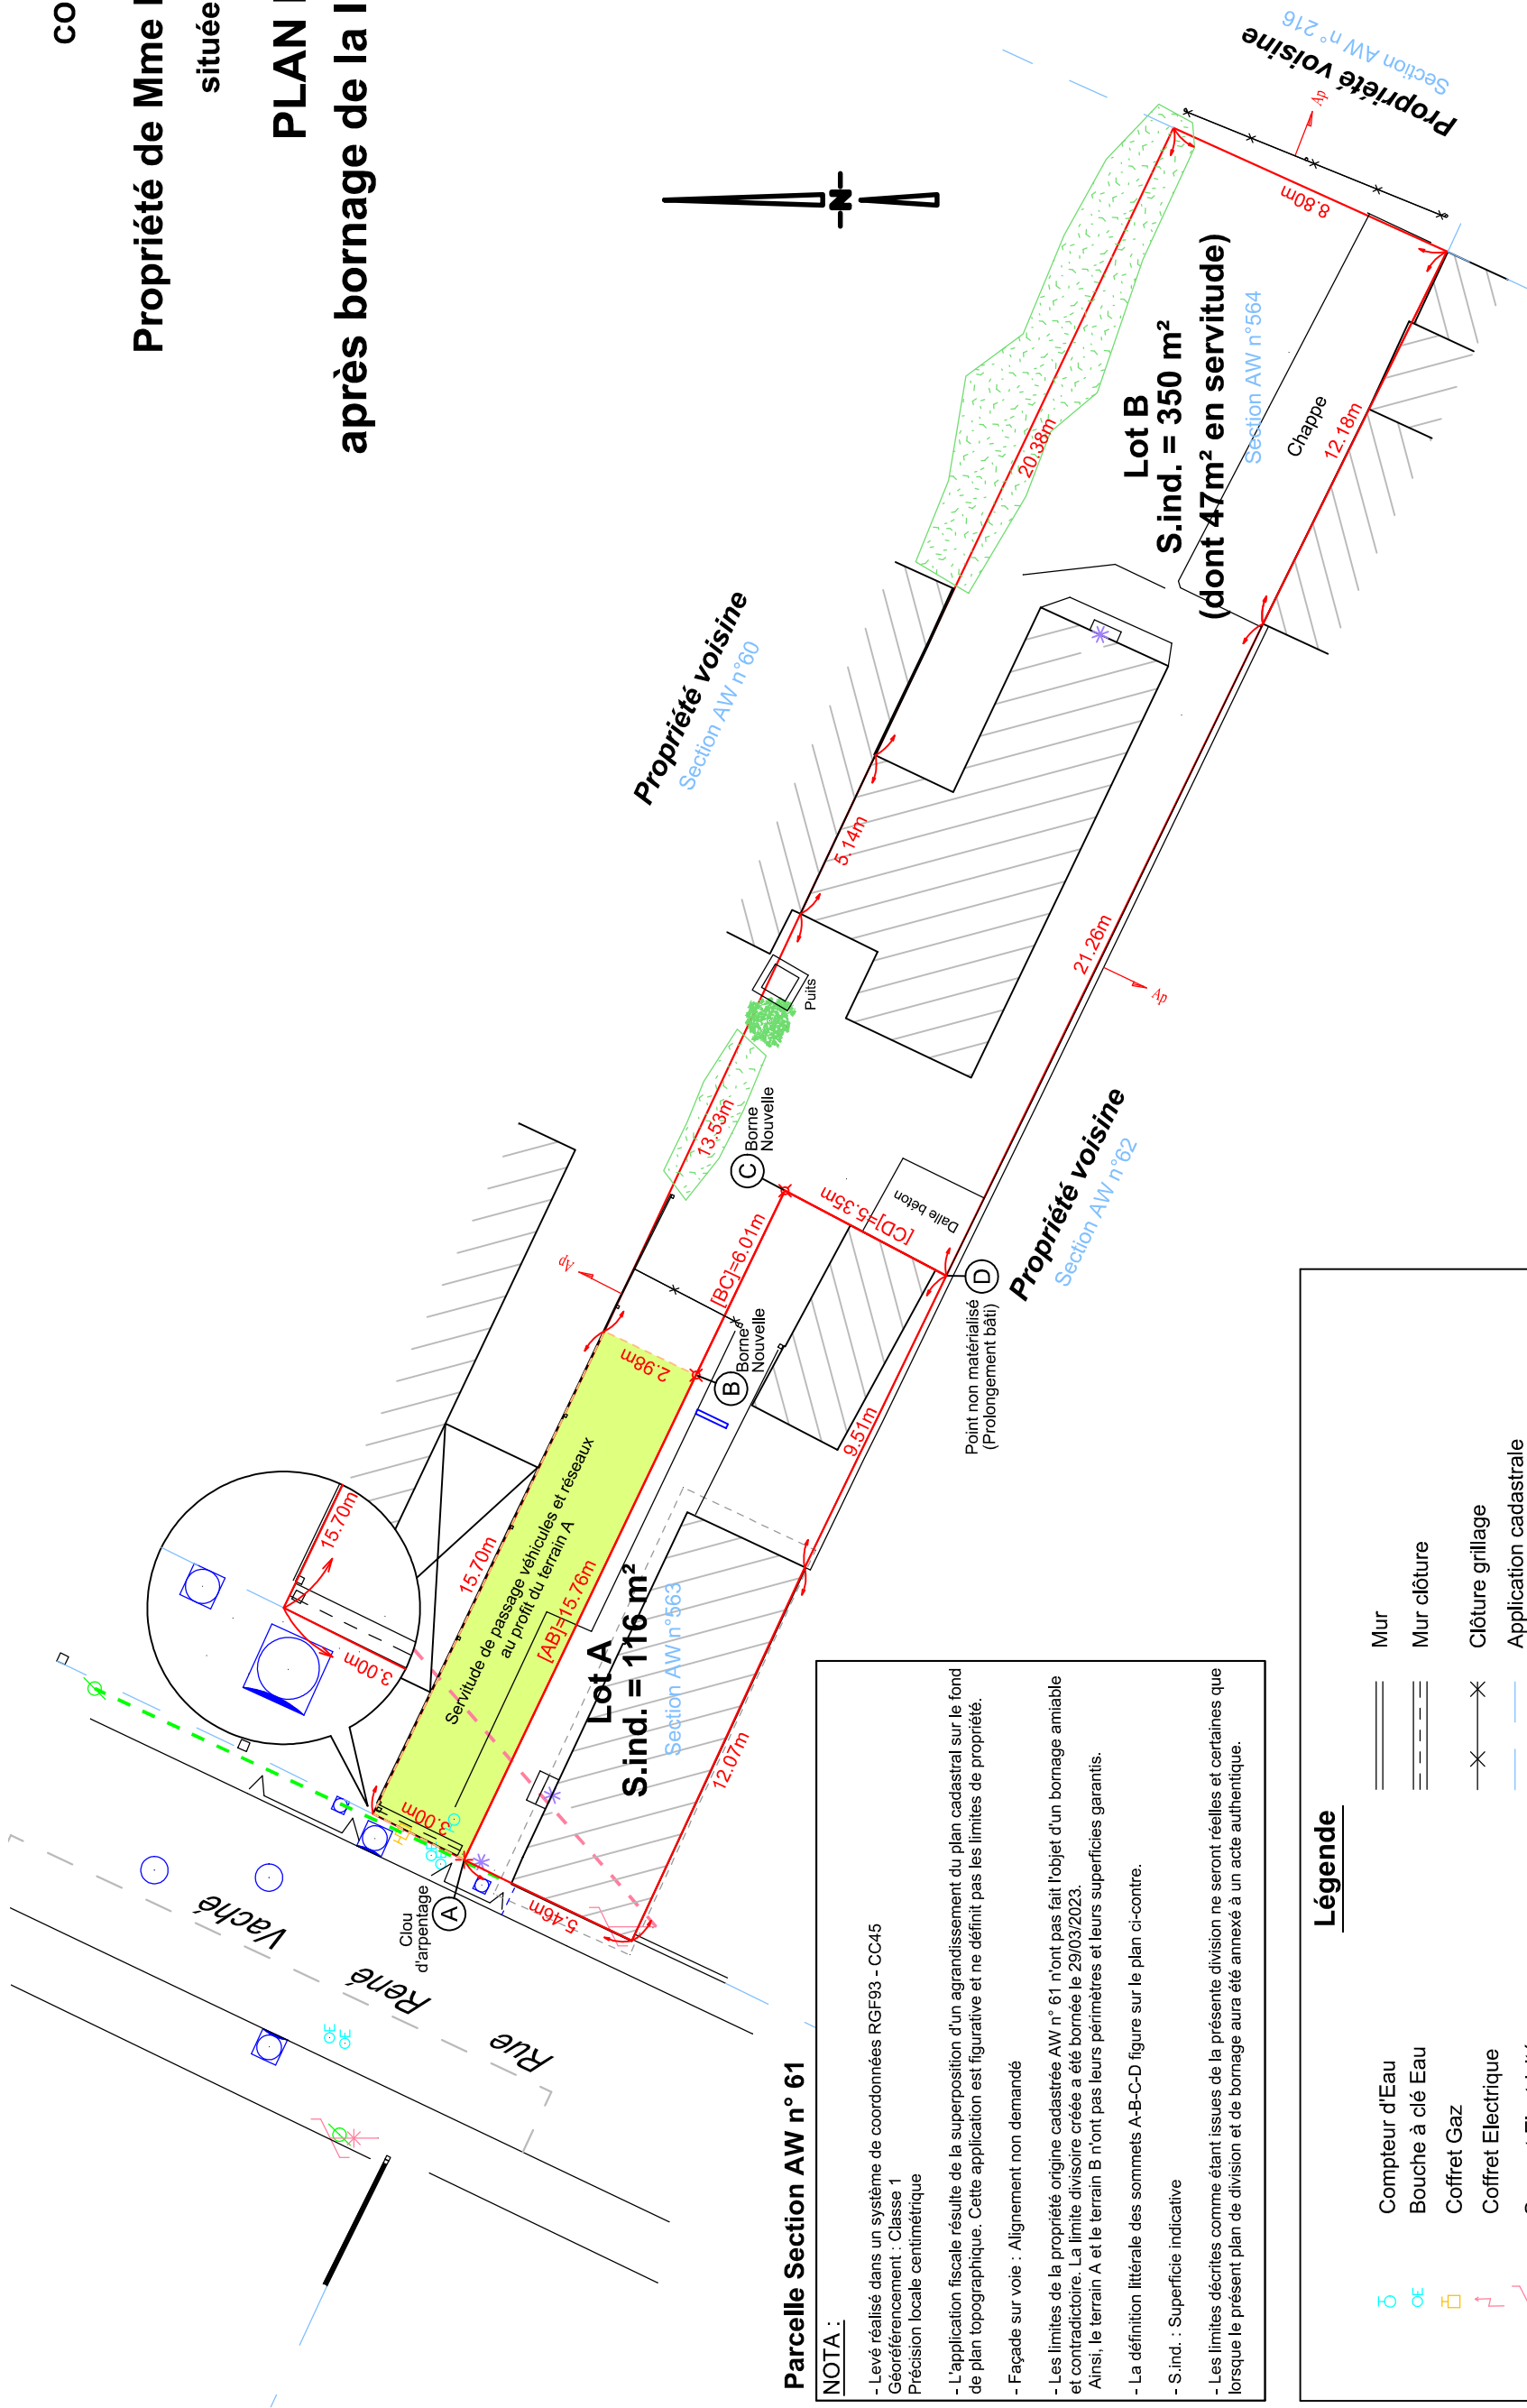 CO
Propriété de Mme
située
PLAN
après bornage de la
Propriété voisine
Section AW n° 216
Ap
8.80m
N
Lot B
S.ind. = 350 m²
(dont 47m² en servitude)
Section AW n°564
Chappe
12.18m
20.38m
Propriété voisine
Section AW n°60
5.14m
21.26m
Ap
Puits
13.53m
C
Borne
Nouvelle
[BC]=6.01m
[CD]=5.35m
Dalle béton
Propriété voisine
Section AW n°62
D
Point non matérialisé
(Prolongement bâti)
Ap
2.98m
B
Borne
Nouvelle
9.51m
15.70m
Servitude de passage véhicules et réseaux
au profit du terrain A
[AB]=15.76m
15.70m
3.00m
3.00m
Lot A
S.ind. = 116 m²
Section AW n°563
12.07m
5.46m
A
Clou
d'arpentage
OE
OE
Rue René Vaché
OE
OE
Parcelle Section AW n° 61
NOTA :
- Levé réalisé dans un système de coordonnées RGF93 - CC45
Géoréférencement : Classe 1
Précision locale centimétrique
- L'application fiscale résulte de la superposition d'un agrandissement du plan cadastral sur le fond
de plan topographique. Cette application est figurative et ne définit pas les limites de propriété.
- Façade sur voie : Alignement non demandé
- Les limites de la propriété origine cadastrée AW n° 61 n'ont pas fait l'objet d'un bornage amiable
et contradictoire. La limite divisoire créée a été bornée le 29/03/2023.
Ainsi, le terrain A et le terrain B n'ont pas leurs périmètres et leurs superficies garantis.
- La définition littérale des sommets A-B-C-D figure sur le plan ci-contre.
- S.ind. : Superficie indicative
- Les limites décrites comme étant issues de la présente division ne seront réelles et certaines que
lorsque le présent plan de division et de bornage aura été annexé à un acte authentique.
Légende
Compteur d'Eau
OE
Bouche à clé Eau
Coffret Gaz
Coffret Electrique
Mur
Mur clôture
Clôture grillage
Application cadastrale